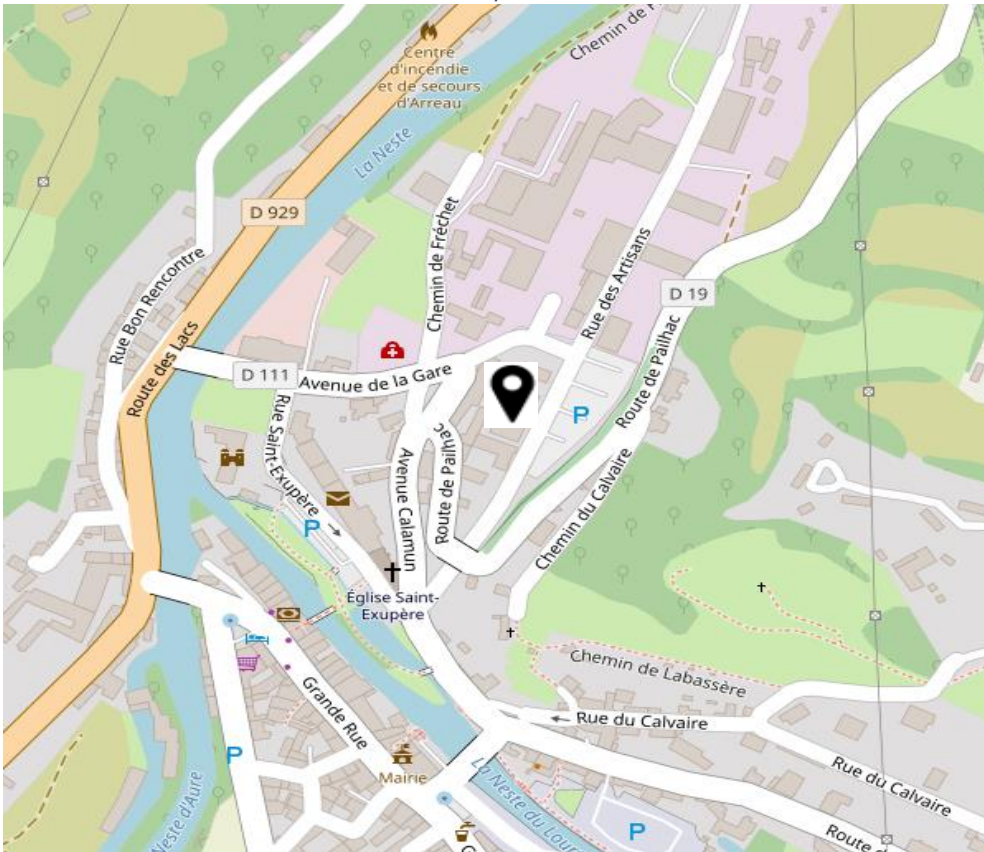 Centre
d'incendie
et de secours
d'Arreau
Chemin de F
La Neste
D 929
Chemin de Fréchet
Rue des Artisans
D 19
Rue Bon Rencontre
Route des Lacs
D 111
Avenue de la Gare
Route de Pailhac
P
Rue Saint-Exupère
Avenue Calamun
Route de Pailhac
Chemin du Calvaire
P
Église Saint-
Exupère
Chemin de Labassère
Grande Rue
Rue du Calvaire
P
Mairie
Rue du Calvaire
Neste d'Aure
La Neste du Lour
P
Route d
G